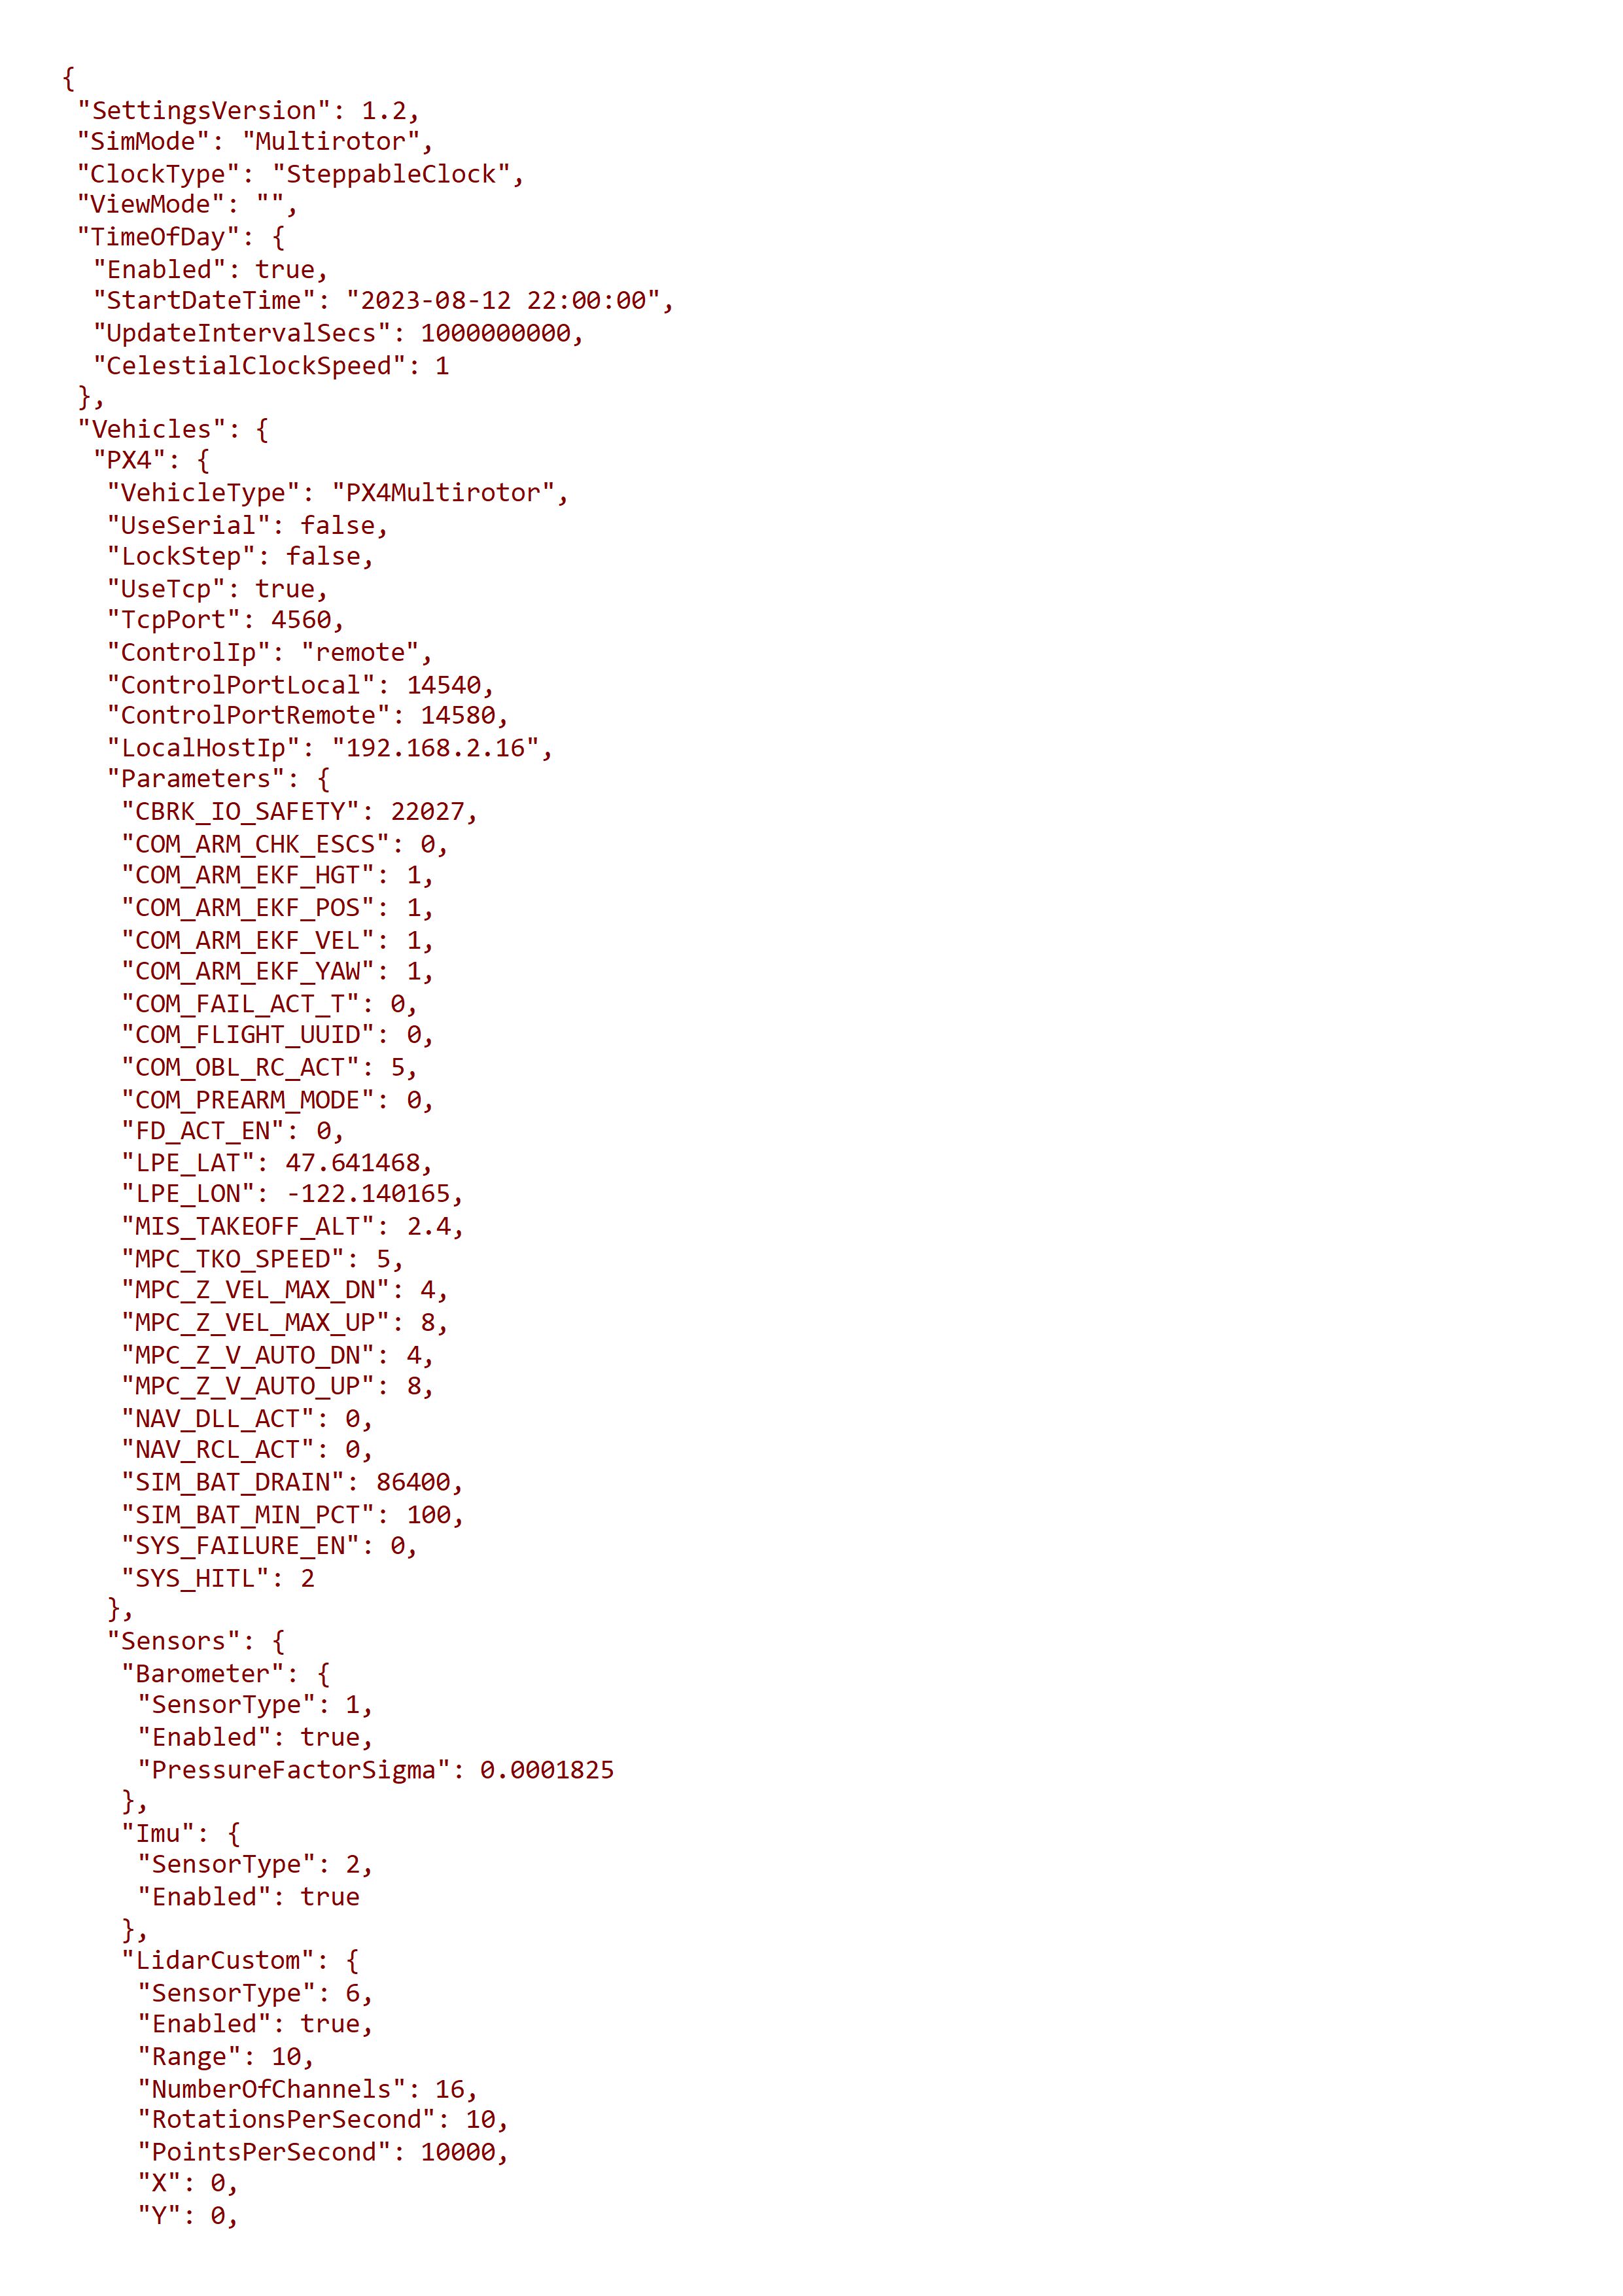 {
"SettingsVersion": 1.2,
"SimMode": "Multirotor",
"ClockType": "SteppableClock",
"ViewMode": "",
"TimeOfDay": {
"Enabled": true,
"StartDateTime": "2023-08-12 22:00:00",
"UpdateIntervalSecs": 1000000000,
"CelestialClockSpeed": 1
},
"Vehicles": {
"PX4": {
"VehicleType": "PX4Multirotor",
"UseSerial": false,
"LockStep": false,
"UseTcp": true,
"TcpPort": 4560,
"ControlIp": "remote",
"ControlPortLocal": 14540,
"ControlPortRemote": 14580,
"LocalHostIp": "192.168.2.16",
"Parameters": {
"CBRK_IO_SAFETY": 22027,
"COM_ARM_CHK_ESCS": 0,
"COM_ARM_EKF_HGT": 1,
"COM_ARM_EKF_POS": 1,
"COM_ARM_EKF_VEL": 1,
"COM_ARM_EKF_YAW": 1,
"COM_FAIL_ACT_T": 0,
"COM_FLIGHT_UUID": 0,
"COM_OBL_RC_ACT": 5,
"COM_PREARM_MODE": 0,
"FD_ACT_EN": 0,
"LPE_LAT": 47.641468,
"LPE_LON": -122.140165,
"MIS_TAKEOFF_ALT": 2.4,
"MPC_TKO_SPEED": 5,
"MPC_Z_VEL_MAX_DN": 4,
"MPC_Z_VEL_MAX_UP": 8,
"MPC_Z_V_AUTO_DN": 4,
"MPC_Z_V_AUTO_UP": 8,
"NAV_DLL_ACT": 0,
"NAV_RCL_ACT": 0,
"SIM_BAT_DRAIN": 86400,
"SIM_BAT_MIN_PCT": 100,
"SYS_FAILURE_EN": 0,
"SYS_HITL": 2
},
"Sensors": {
"Barometer": {
"SensorType": 1,
"Enabled": true,
"PressureFactorSigma": 0.0001825
},
"Imu": {
"SensorType": 2,
"Enabled": true
},
"LidarCustom": {
"SensorType": 6,
"Enabled": true,
"Range": 10,
"NumberOfChannels": 16,
"RotationsPerSecond": 10,
"PointsPerSecond": 10000,
"X": 0,
"Y": 0,